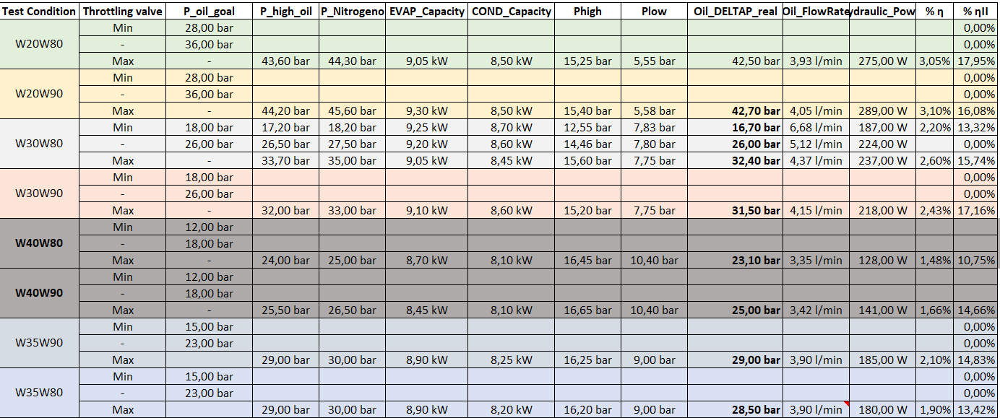 Test Condition Throttling valve P_oil_goal P_high_oil P_Nitrogeno EVAP_Capacity COND_Capacity Phigh Plow Oil_DELTAP_real Oil_FlowRate ydraulic_Pow % η % ηII
W20W80
Min 28,00 bar 0,00%
- 36,00 bar 0,00%
Max - 43,60 bar 44,30 bar 9,05 kW 8,50 kW 15,25 bar 5,55 bar 42,50 bar 3,93 l/min 275,00 W 3,05% 17,95%
W20W90
Min 28,00 bar 0,00%
- 36,00 bar 0,00%
Max - 44,20 bar 45,60 bar 9,30 kW 8,50 kW 15,40 bar 5,58 bar 42,70 bar 4,05 l/min 289,00 W 3,10% 16,08%
W30W80
Min 18,00 bar 17,20 bar 18,20 bar 9,25 kW 8,70 kW 12,55 bar 7,83 bar 16,70 bar 6,68 l/min 187,00 W 2,20% 13,32%
- 26,00 bar 26,50 bar 27,50 bar 9,20 kW 8,60 kW 14,46 bar 7,80 bar 26,00 bar 5,12 l/min 224,00 W 0,00%
Max - 33,70 bar 35,00 bar 9,05 kW 8,45 kW 15,60 bar 7,75 bar 32,40 bar 4,37 l/min 237,00 W 2,60% 15,74%
W30W90
Min 18,00 bar 0,00%
- 26,00 bar 0,00%
Max - 32,00 bar 33,00 bar 9,10 kW 8,60 kW 15,20 bar 7,75 bar 31,50 bar 4,15 l/min 218,00 W 2,43% 17,16%
W40W80
Min 12,00 bar
- 18,00 bar
Max - 24,00 bar 25,00 bar 8,70 kW 8,10 kW 16,45 bar 10,40 bar 23,10 bar 3,35 l/min 128,00 W 1,48% 10,75%
W40W90
Min 12,00 bar
- 18,00 bar
Max - 25,50 bar 26,50 bar 8,45 kW 8,10 kW 16,65 bar 10,40 bar 25,00 bar 3,42 l/min 141,00 W 1,66% 14,66%
W35W90
Min 15,00 bar 0,00%
- 23,00 bar 0,00%
Max 29,00 bar 30,00 bar 8,90 kW 8,25 kW 16,25 bar 9,00 bar 29,00 bar 3,90 l/min 185,00 W 2,10% 14,83%
W35W80
Min 15,00 bar 0,00%
- 23,00 bar 0,00%
Max 29,00 bar 30,00 bar 8,90 kW 8,20 kW 16,20 bar 9,00 bar 28,50 bar 3,90 l/min 180,00 W 1,90% 13,42%